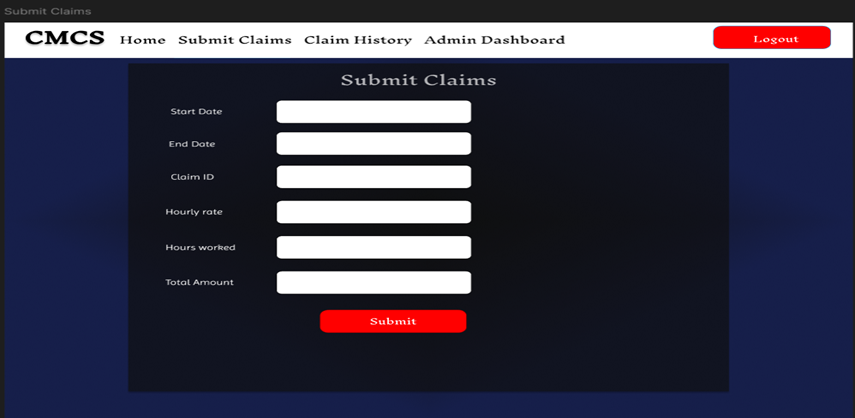 Submit Claims
CMCS Home Submit Claims Claim History Admin Dashboard Logout
Submit Claims
Start Date
End Date
Claim ID
Hourly rate
Hours worked
Total Amount
Submit